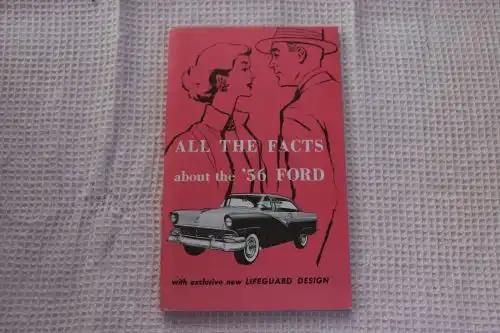 ALL THE FACTS
about the '56 FORD
with exclusive new LIFEGUARD DESIGN